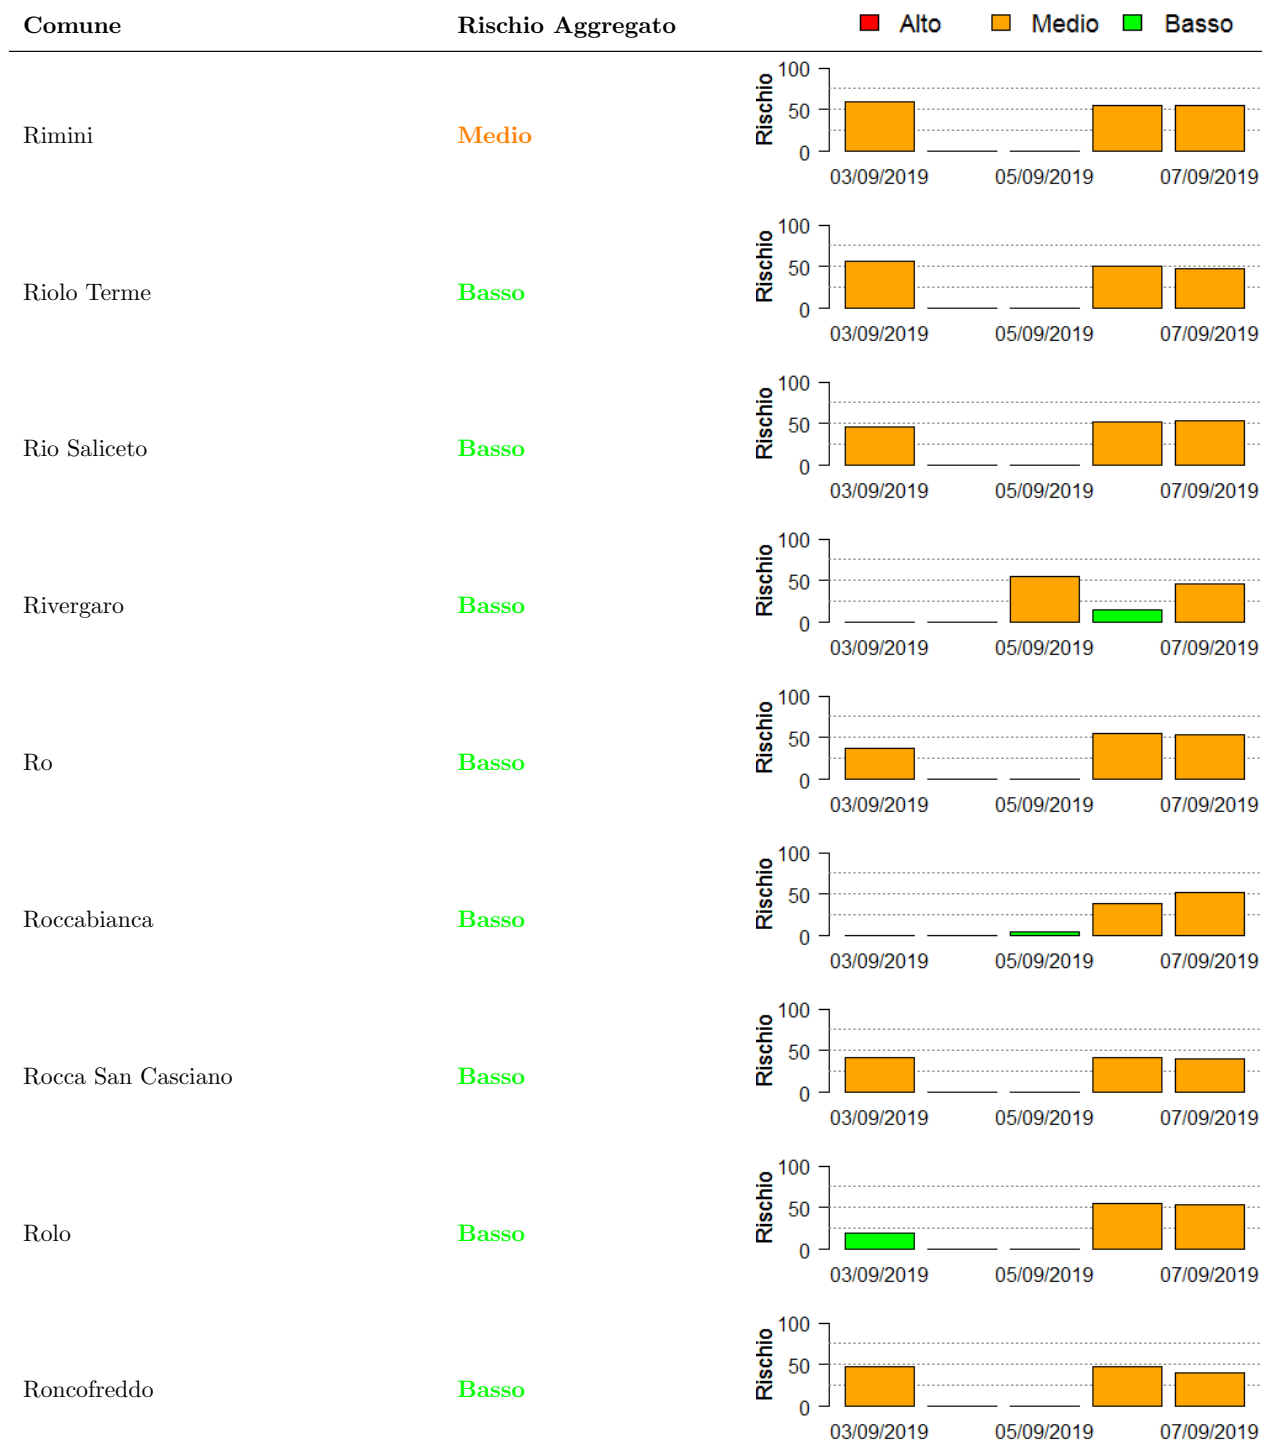 Comune Rischio Aggregato Alto Medio Basso
Rimini Medio Rischio 100 50 0
03/09/2019 05/09/2019 07/09/2019
Riolo Terme Basso Rischio 100 50 0
03/09/2019 05/09/2019 07/09/2019
Rio Saliceto Basso Rischio 100 50 0
03/09/2019 05/09/2019 07/09/2019
Rivergaro Basso Rischio 100 50 0
03/09/2019 05/09/2019 07/09/2019
Ro Basso Rischio 100 50 0
03/09/2019 05/09/2019 07/09/2019
Roccabianca Basso Rischio 100 50 0
03/09/2019 05/09/2019 07/09/2019
Rocca San Casciano Basso Rischio 100 50 0
03/09/2019 05/09/2019 07/09/2019
Rolo Basso Rischio 100 50 0
03/09/2019 05/09/2019 07/09/2019
Roncofreddo Basso Rischio 100 50 0
03/09/2019 05/09/2019 07/09/2019